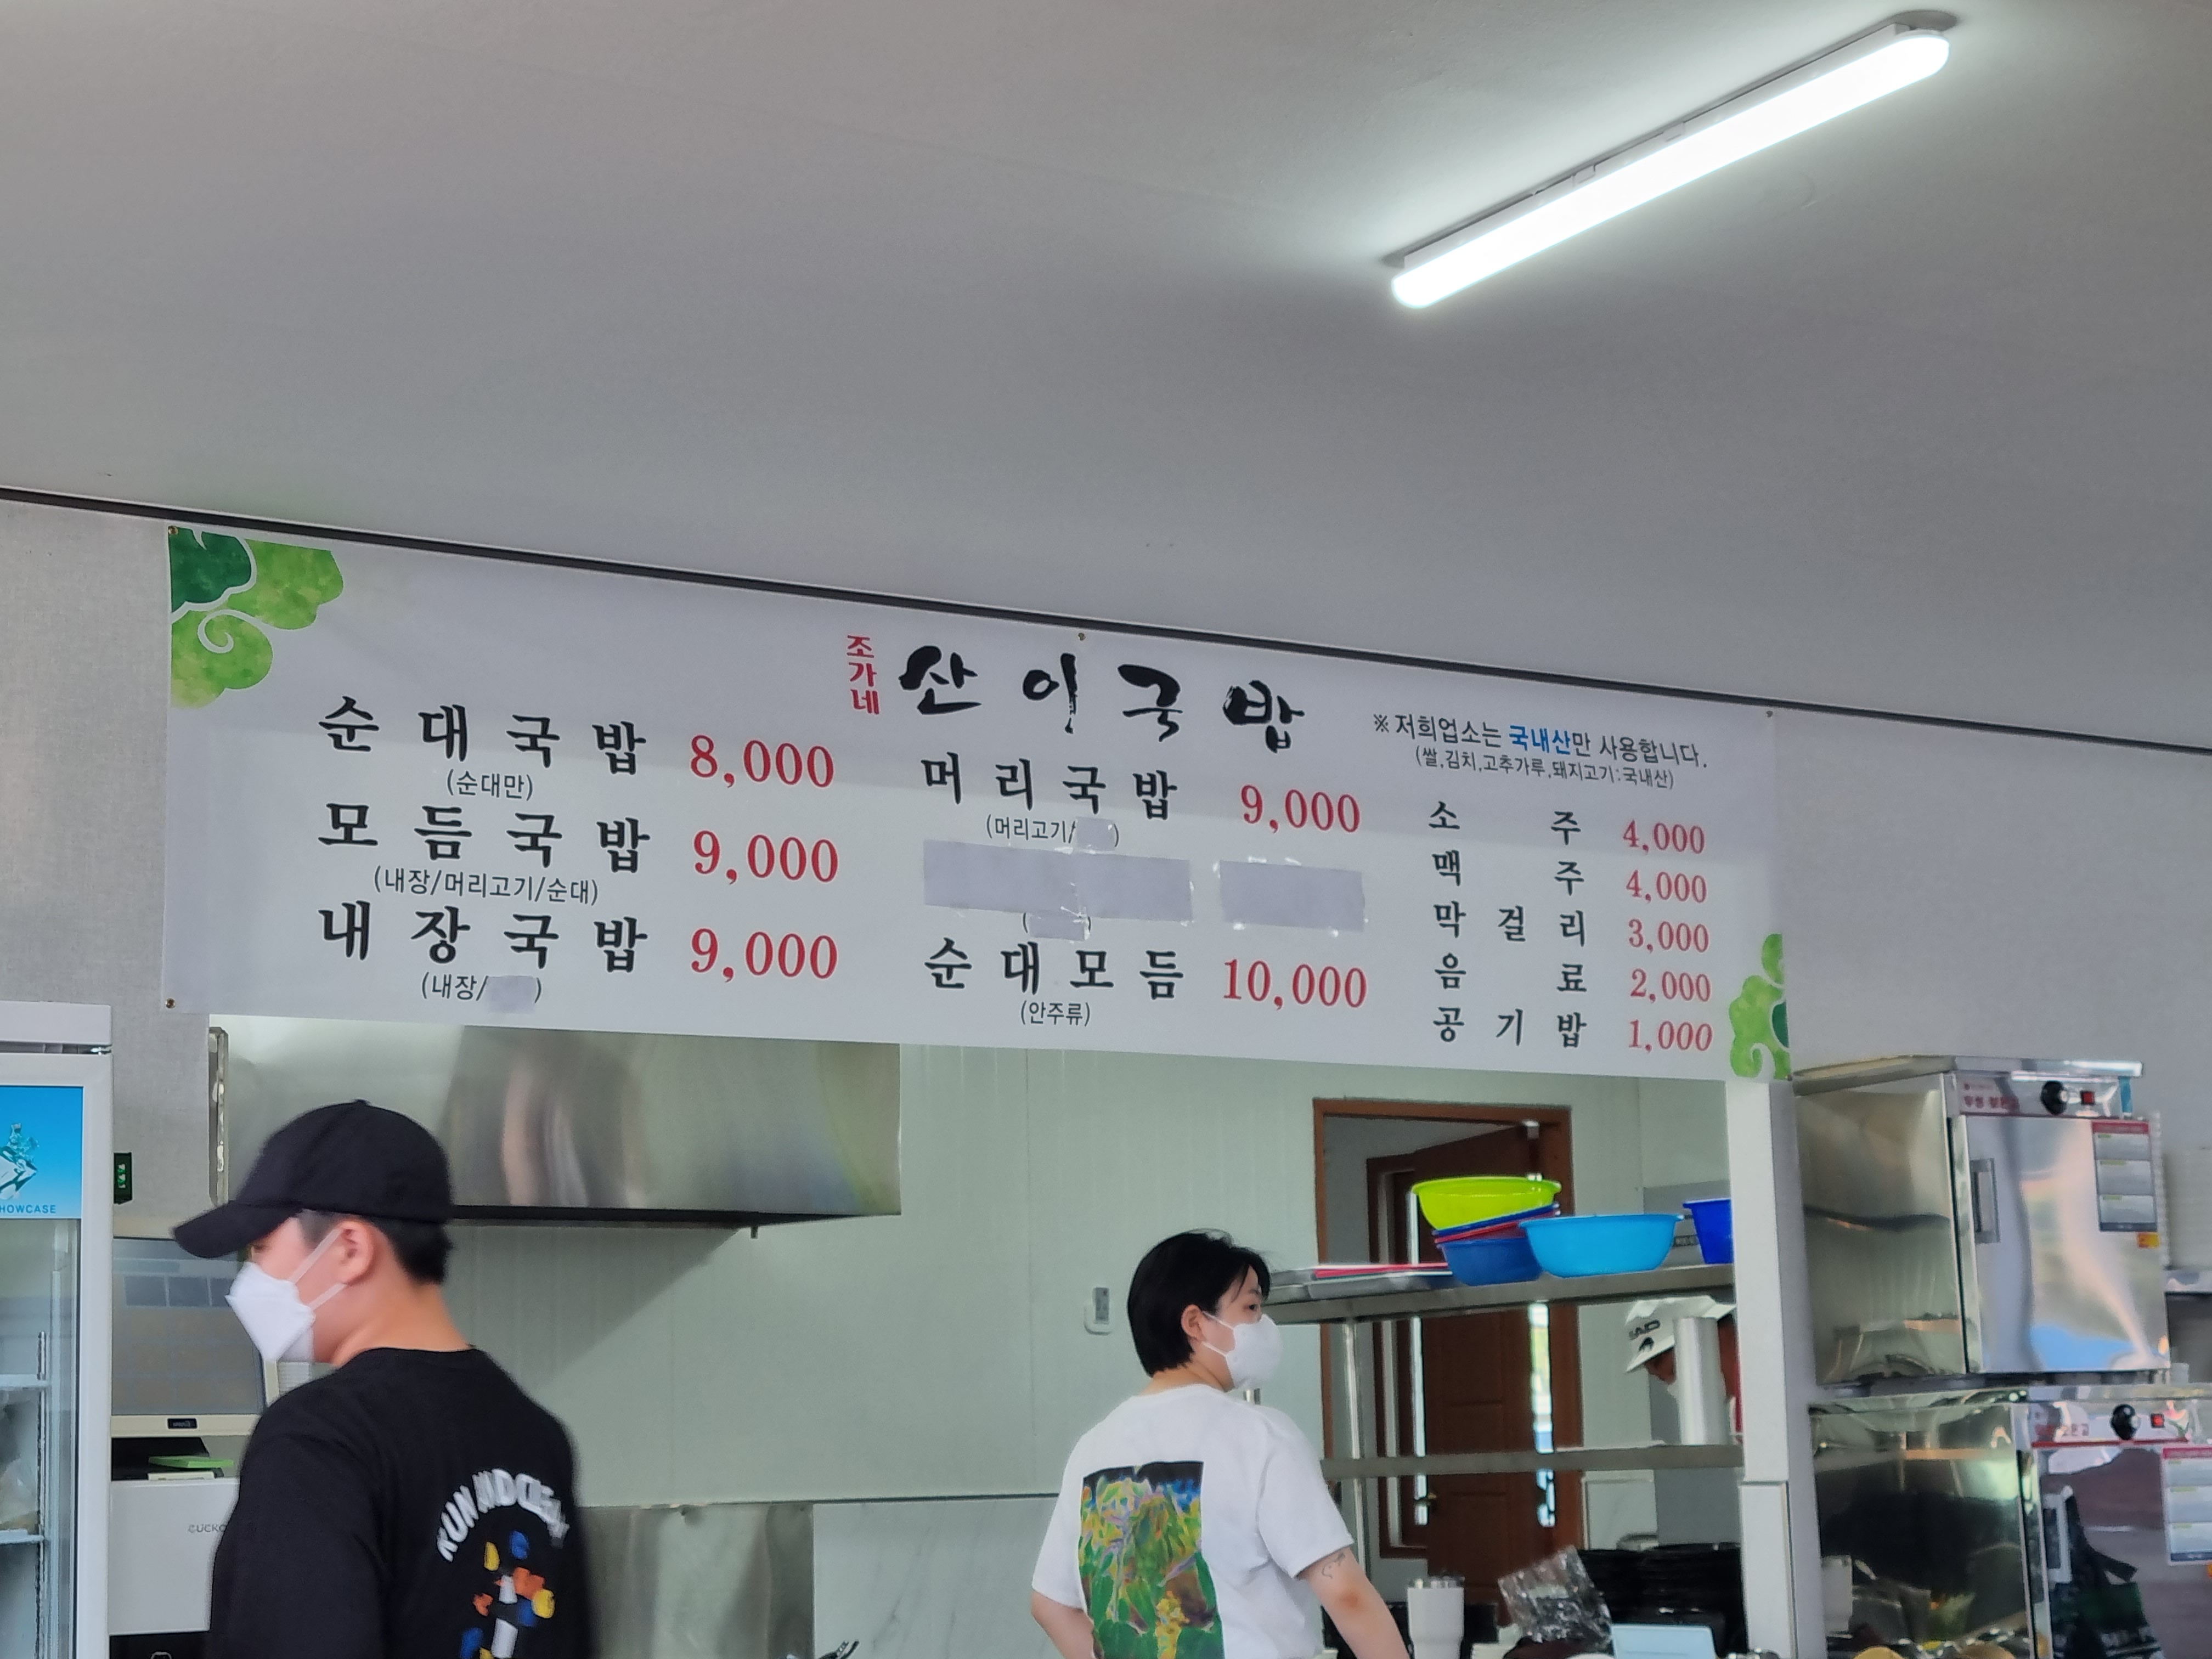 조가네 산이국밥
순대국밥 8,000
(순대만)
모듬국밥 9,000
(내장/머리고기/순대)
내장국밥 9,000
(내장/ )
머리국밥 9,000
(머리고기/ )
( )
순대모듬 10,000
(안주류)
※저희업소는 국내산만 사용합니다.
(쌀,김치,고추가루,돼지고기:국내산)
소주 4,000
맥주 4,000
막걸리 3,000
음료 2,000
공기밥 1,000
HOWCASE
CUCKO